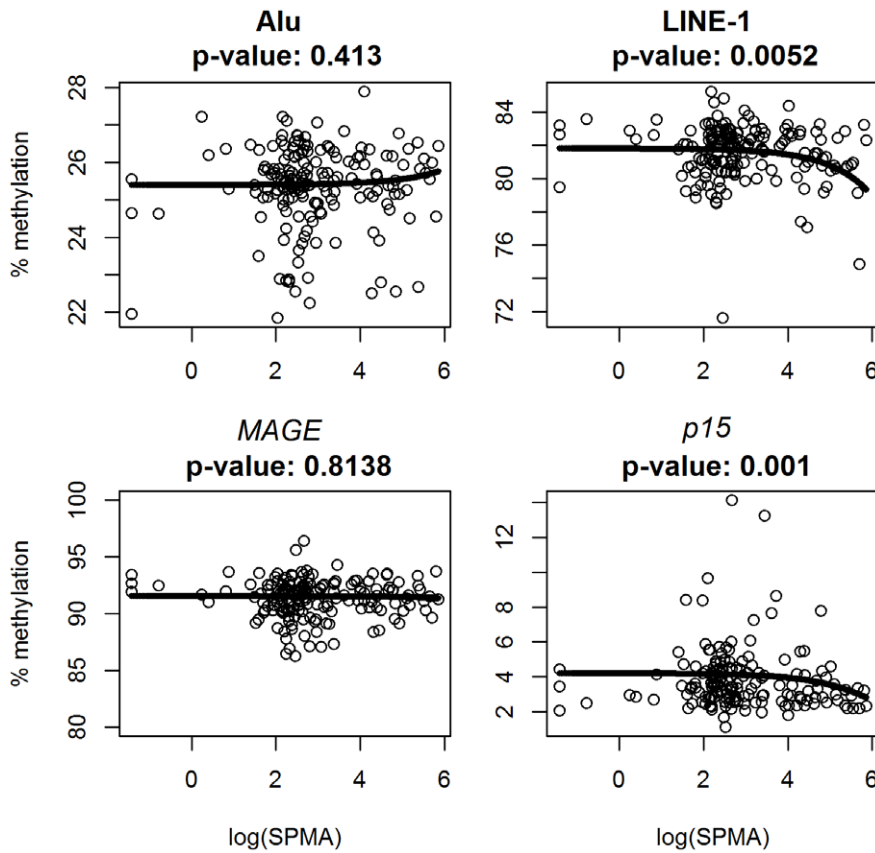 Alu
p-value: 0.413
LINE-1
p-value: 0.0052
% methylation
28
26
24
22
84
80
76
72
0 2 4 6
0 2 4 6
MAGE
p-value: 0.8138
p15
p-value: 0.001
% methylation
100
95
90
85
80
12
8
6
4
2
0 2 4 6
0 2 4 6
log(SPMA)
log(SPMA)